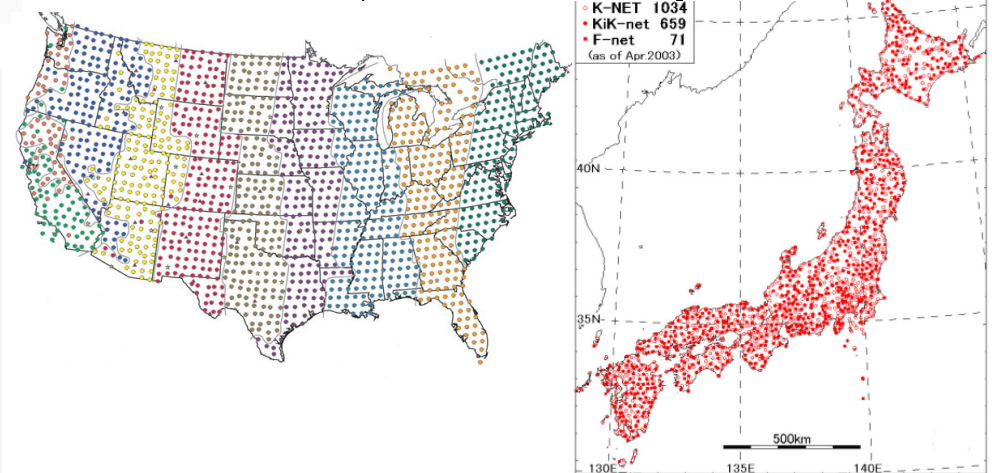 K-NET 1034
KiK-net 659
F-net 71
(as of Apr.2003)
40N
35N
500km
130E 135E 140E